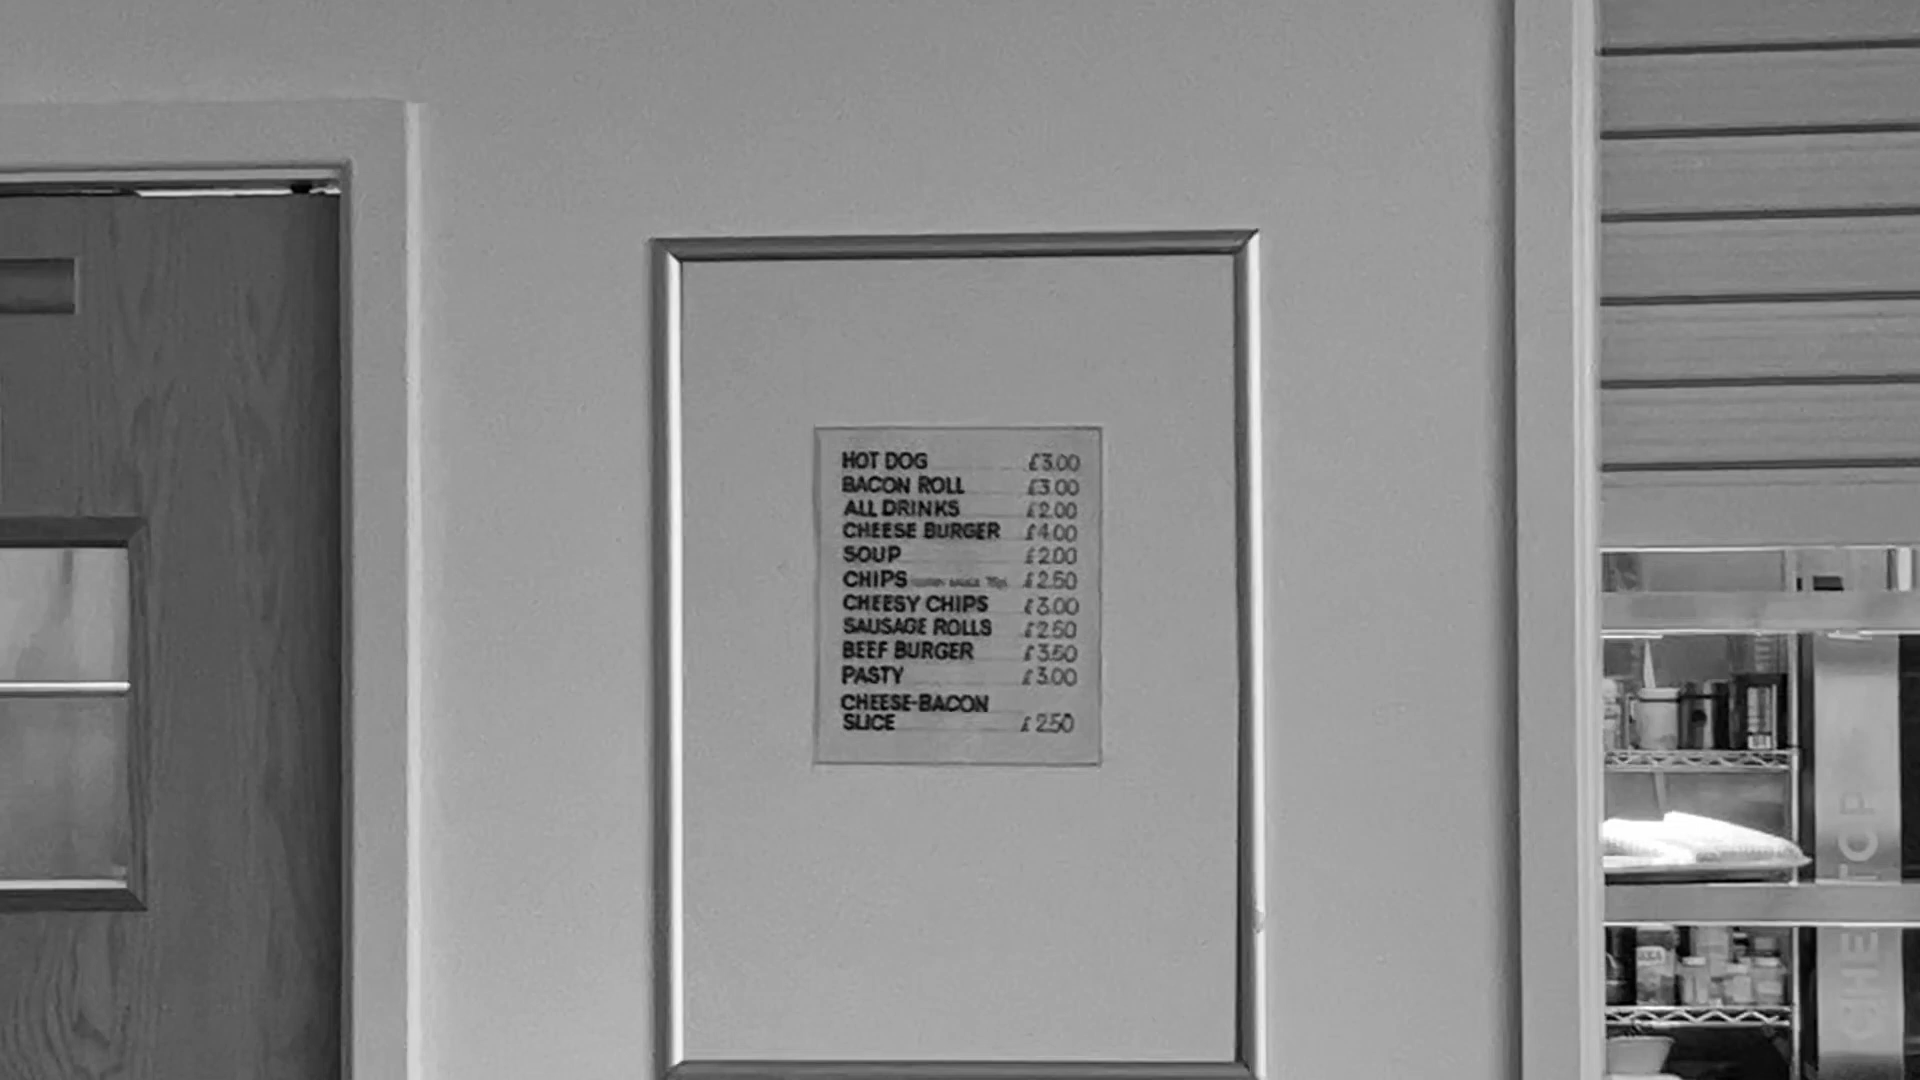 HOT DOG £3.00
BACON ROLL £3.00
ALL DRINKS £2.00
CHEESE BURGER £4.00
SOUP £2.00
CHIPS £2.50
CHEESY CHIPS £3.00
SAUSAGE ROLLS £2.50
BEEF BURGER £3.50
PASTY £3.00
CHEESE-BACON
SLICE £2.50